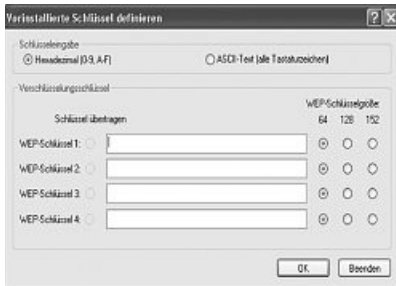 Vorinstallierte Schlüssel definieren
Schlüsseleingabe
Hexadezimal (0-9, A-F)
ASCII-Text (alle Tastaturzeichen)
Verschlüsselungsschlüssel
WEP-Schlüsselgröße:
Schlüssel übertragen
64 128 152
WEP-Schlüssel 1:
WEP-Schlüssel 2:
WEP-Schlüssel 3:
WEP-Schlüssel 4:
OK
Beenden